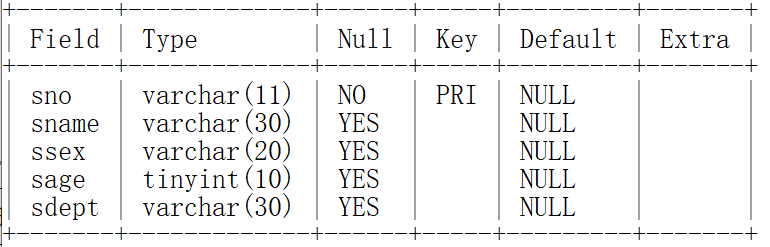 Field | Type | Null | Key | Default | Extra
sno | varchar(11) | NO | PRI | NULL |
sname | varchar(30) | YES | | NULL |
ssex | varchar(20) | YES | | NULL |
sage | tinyint(10) | YES | | NULL |
sdept | varchar(30) | YES | | NULL |